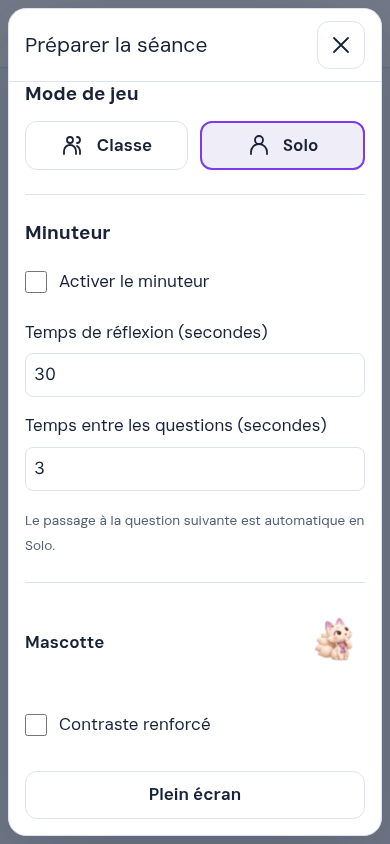 Préparer la séance
Mode de jeu
Classe
Solo
Minuteur
Activer le minuteur
Temps de réflexion (secondes)
30
Temps entre les questions (secondes)
3
Le passage à la question suivante est automatique en
Solo.
Mascotte
Contraste renforcé
Plein écran